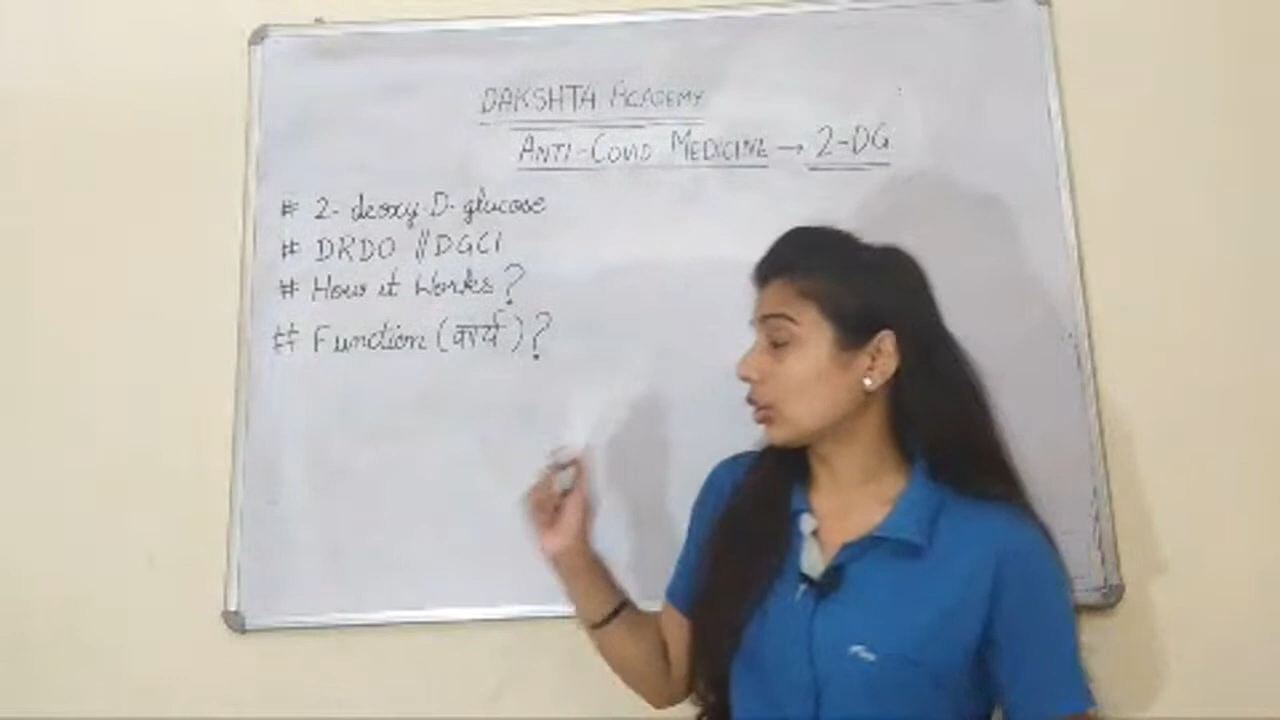 DAKSHTA ACADEMY
ANTI-COVID MEDICINE → 2-DG
# 2-deoxy-D-glucose
# DRDO // DGCI
# How it Works?
# Function (कार्य)?